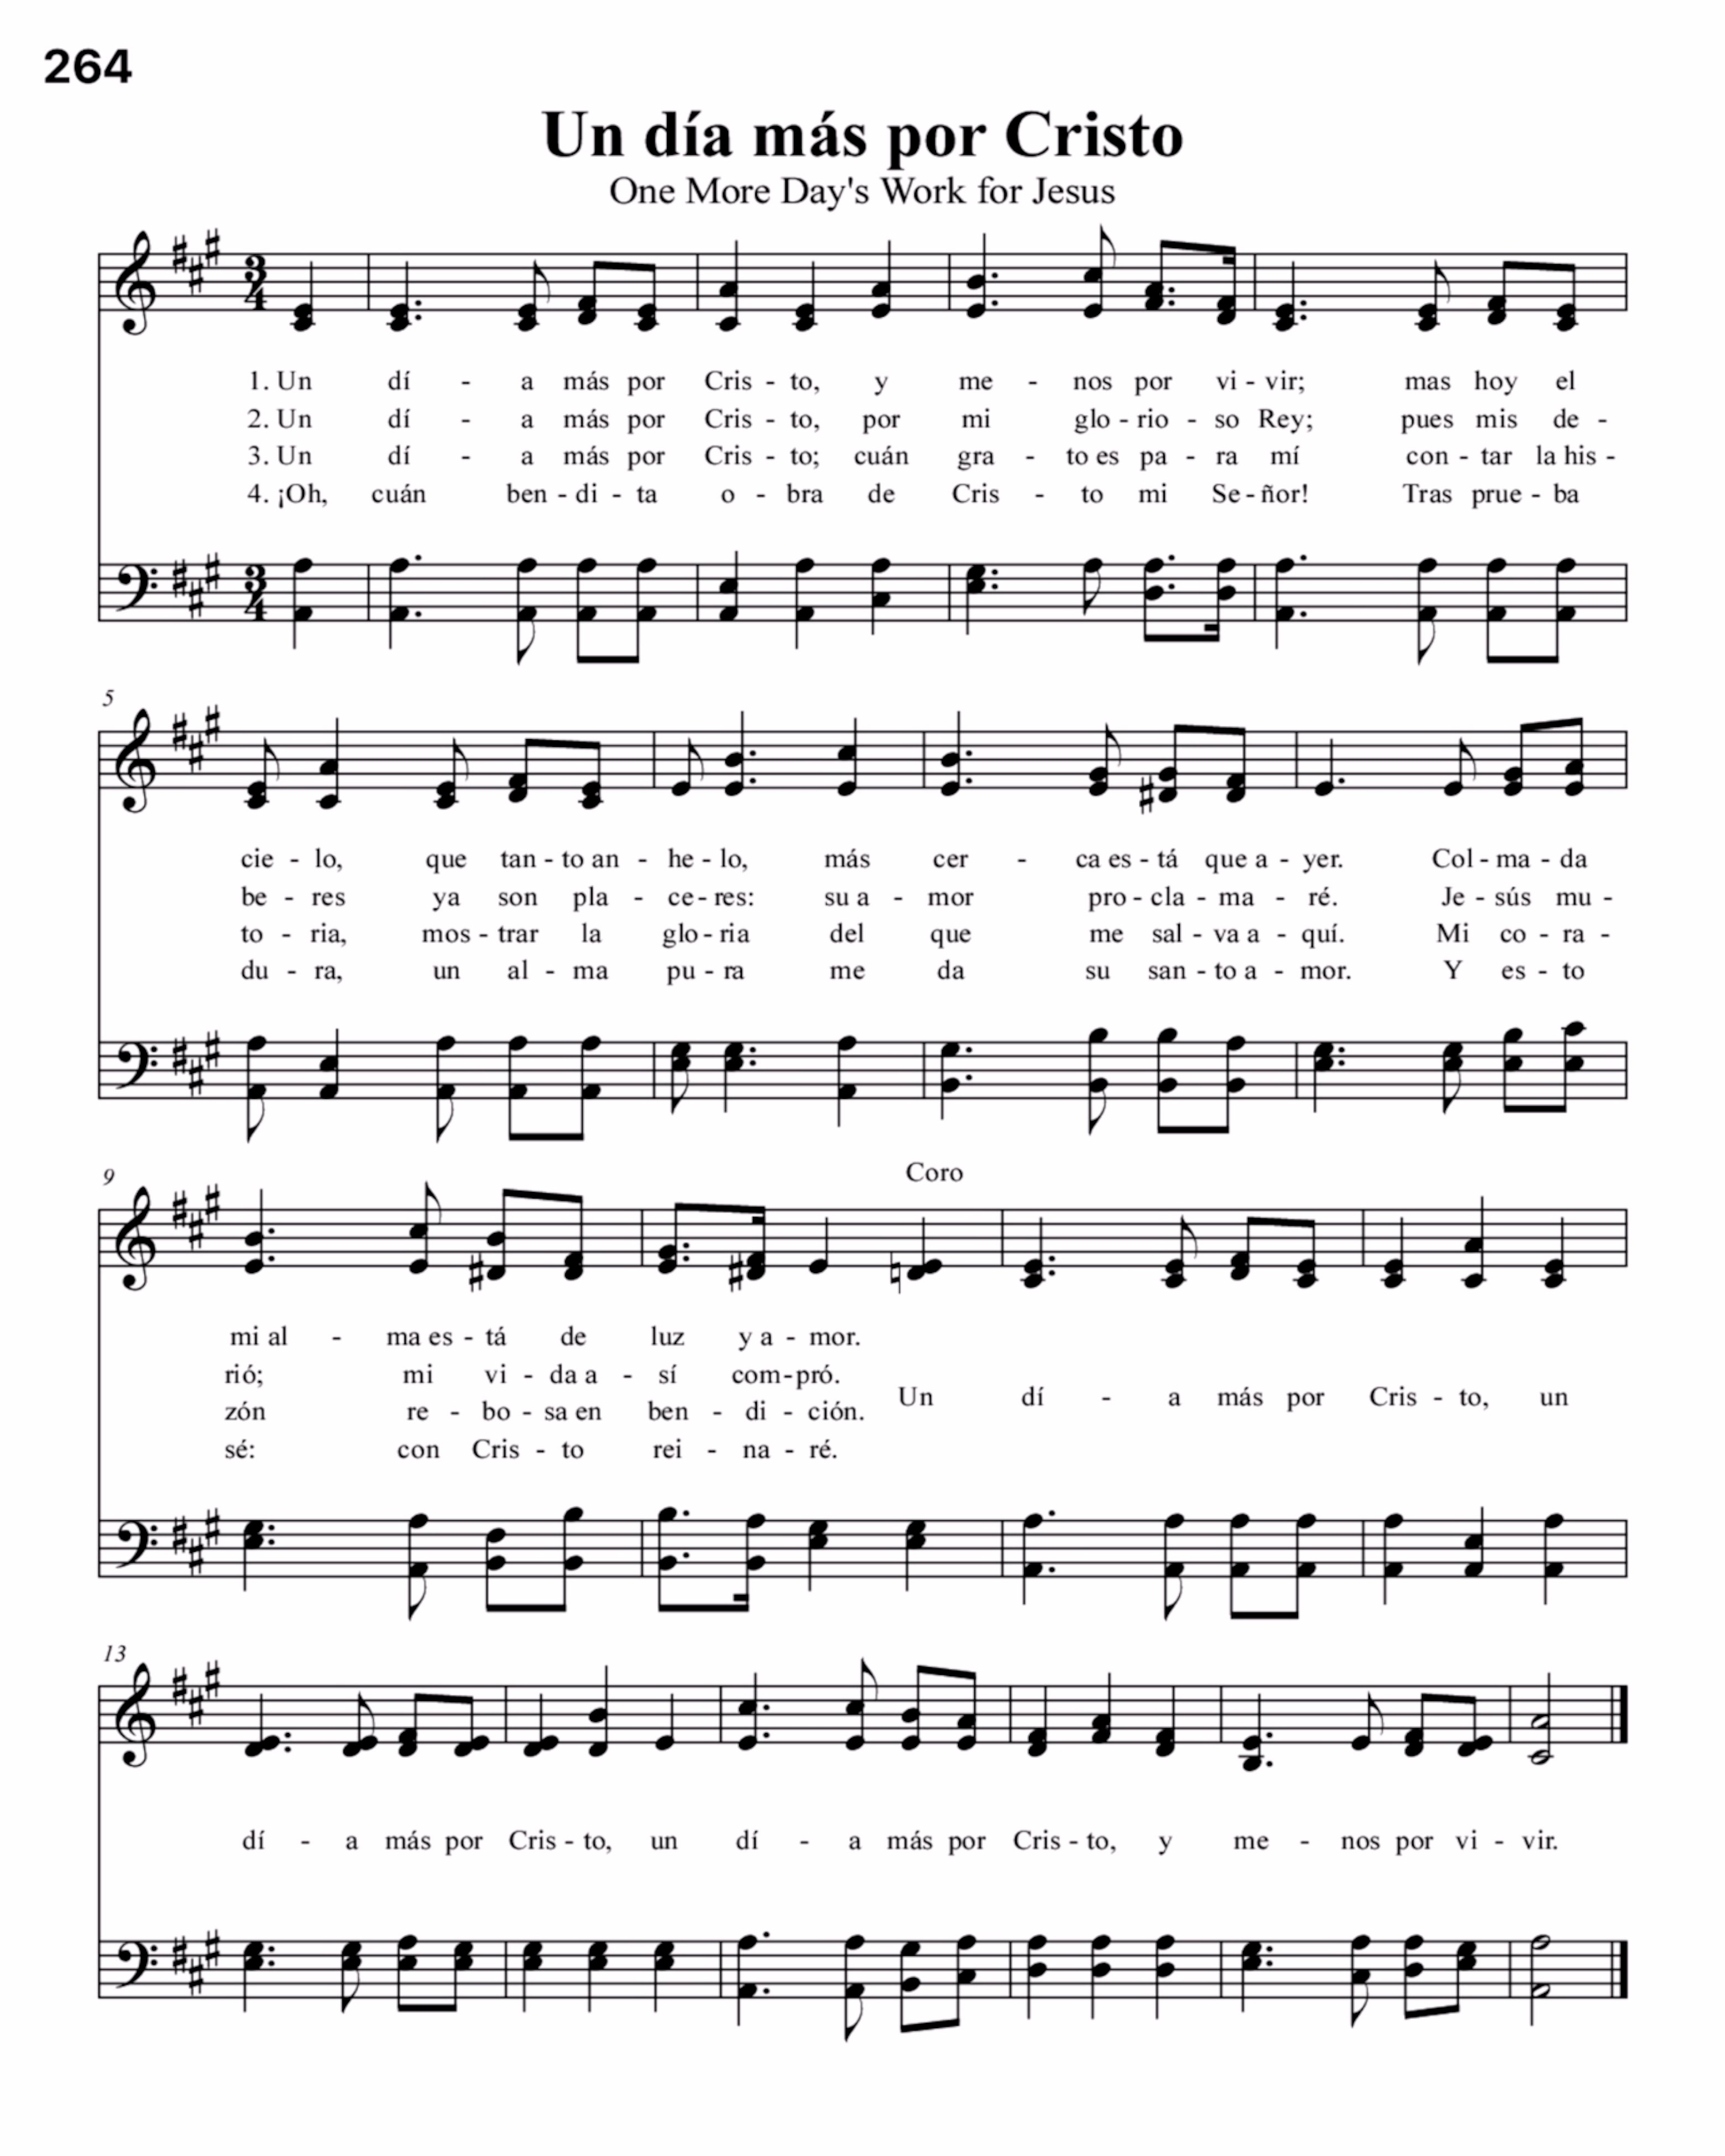 264
Un día más por Cristo
One More Day's Work for Jesus
1. Un dí - a más por Cris - to, y me - nos por vi - vir; mas hoy el
2. Un dí - a más por Cris - to, por mi glo - rio - so Rey; pues mis de -
3. Un dí - a más por Cris - to; cuán gra - to es pa - ra mí con - tar la his -
4. ¡Oh, cuán ben - di - ta o - bra de Cris - to mi Se - ñor! Tras prue - ba
5
cie - lo, que tan - to an - he - lo, más cer - ca es - tá que a - yer. Col - ma - da
be - res ya son pla - ce - res: su a - mor pro - cla - ma - ré. Je - sús mu -
to - ria, mos - trar la glo - ria del que me sal - va a - quí. Mi co - ra -
du - ra, un al - ma pu - ra me da su san - to a - mor. Y es - to
9
Coro
mi al - ma es - tá de luz y a - mor.
rió; mi vi - da a - sí com - pró.
Un dí - a más por Cris - to, un
zón re - bo - sa en ben - di - ción.
sé: con Cris - to rei - na - ré.
13
dí - a más por Cris - to, un dí - a más por Cris - to, y me - nos por vi - vir.